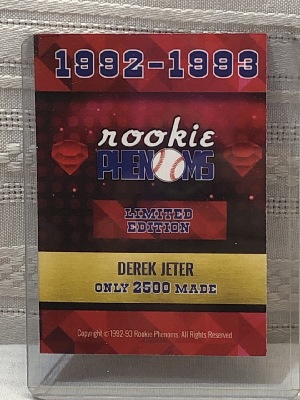 1992-1993
rookie
PHENOMS
LIMITED
EDITION
DEREK JETER
ONLY 2500 MADE
Copyright © 1992-93 Rookie Phenoms. All Rights Reserved